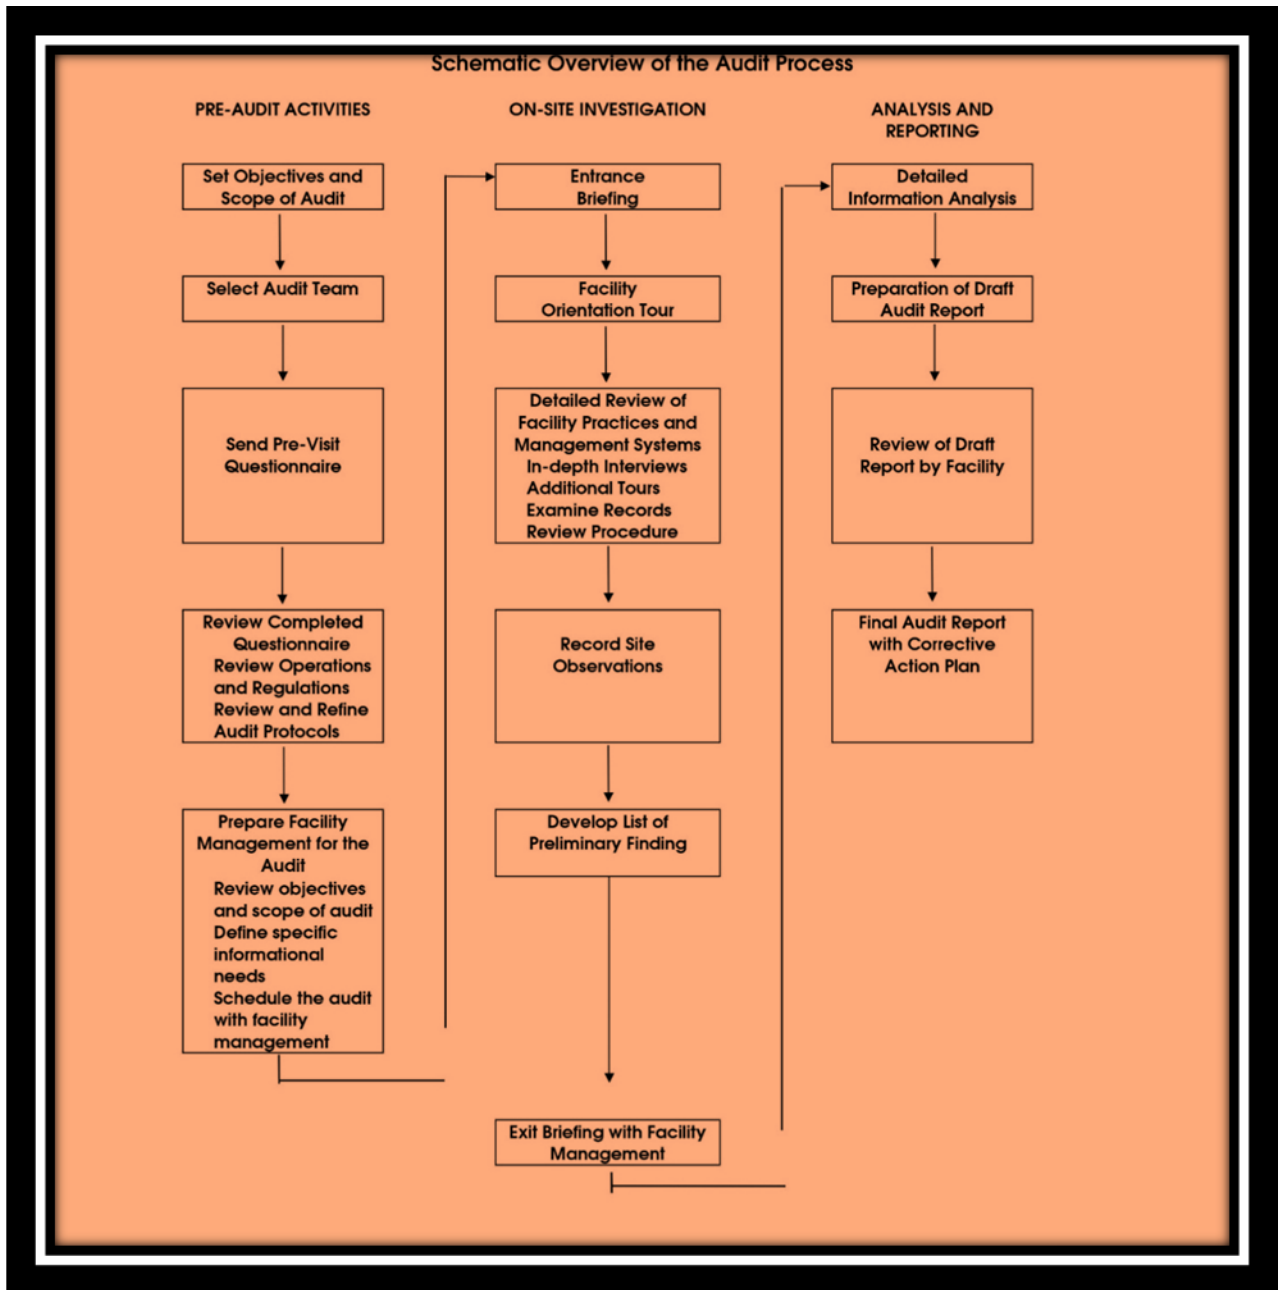 Schematic Overview of the Audit Process
PRE-AUDIT ACTIVITIES
Set Objectives and
Scope of Audit
Select Audit Team
Send Pre-Visit
Questionnaire
Review Completed
Questionnaire
Review Operations
and Regulations
Review and Refine
Audit Protocols
Prepare Facility
Management for the
Audit
Review objectives
and scope of audit
Define specific
informational
needs
Schedule the audit
with facility
management
ON-SITE INVESTIGATION
Entrance
Briefing
Facility
Orientation Tour
Detailed Review of
Facility Practices and
Management Systems
In-depth Interviews
Additional Tours
Examine Records
Review Procedure
Record Site
Observations
Develop List of
Preliminary Finding
Exit Briefing with Facility
Management
ANALYSIS AND
REPORTING
Detailed
Information Analysis
Preparation of Draft
Audit Report
Review of Draft
Report by Facility
Final Audit Report
with Corrective
Action Plan